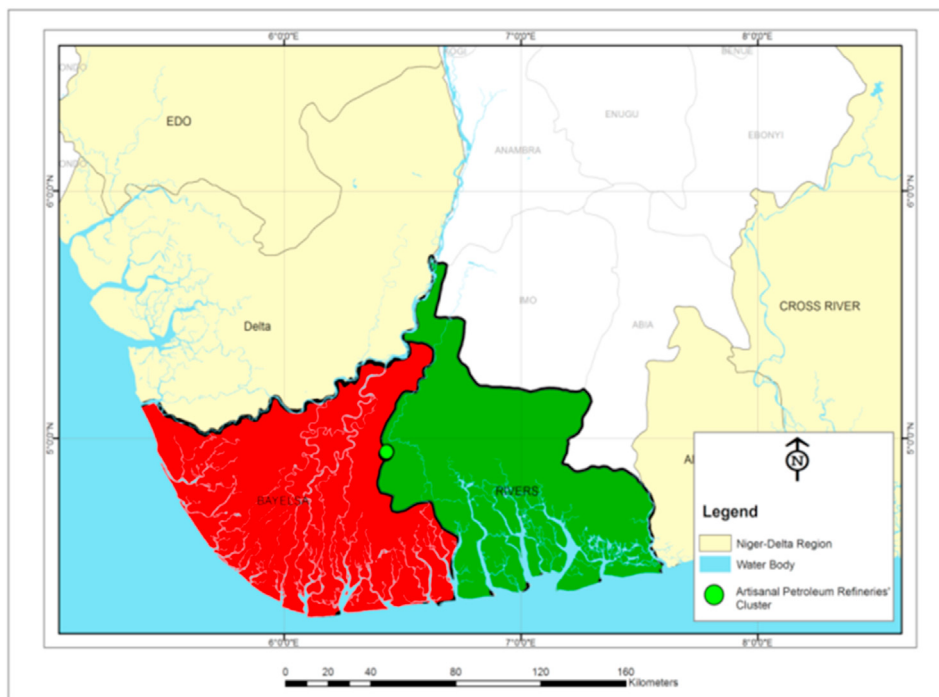 6°0'0"E 7°0'0"E 8°0'0"E
OGI
BENUE
ONDO
EDO
ENUGU
EBONYI
ANAMBRA
ONDO
6°0'0"N
6°0'0"N
IMO
CROSS RIVER
Delta
ABIA
5°0'0"N
5°0'0"N
BAYELSA
RIVERS
N
Legend
Niger-Delta Region
Water Body
Artisanal Petroleum Refineries'
Cluster
6°0'0"E 7°0'0"E 8°0'0"E
0 20 40 80 120 160
Kilometers